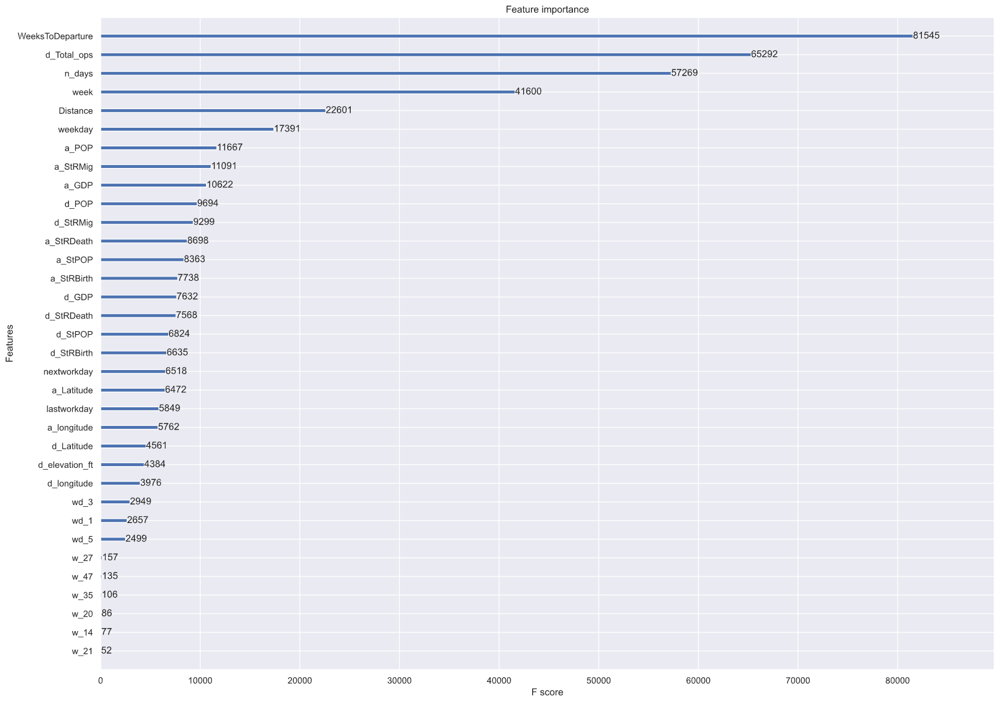 Feature importance
WeeksToDeparture 81545
d_Total_ops 65292
n_days 57269
week 41600
Distance 22601
weekday 17391
a_POP 11667
a_StRMig 11091
a_GDP 10622
d_POP 9694
d_StRMig 9299
a_StRDeath 8698
a_StPOP 8363
a_StRBirth 7738
d_GDP 7632
d_StRDeath 7568
d_StPOP 6824
d_StRBirth 6635
nextworkday 6518
a_Latitude 6472
lastworkday 5849
a_longitude 5762
d_Latitude 4561
d_elevation_ft 4384
d_longitude 3976
wd_3 2949
wd_1 2657
wd_5 2499
w_27 157
w_47 135
w_35 106
w_20 86
w_14 77
w_21 52
Features
0 10000 20000 30000 40000 50000 60000 70000 80000
F score